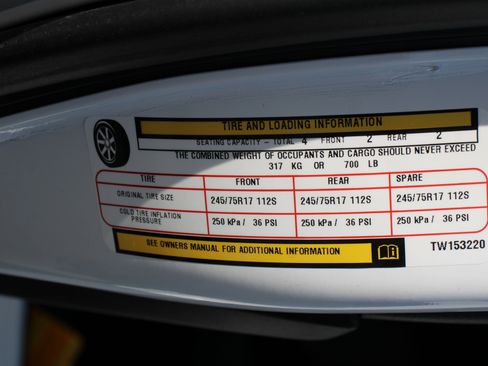 TIRE AND LOADING INFORMATION
SEATING CAPACITY - TOTAL 4 FRONT 2 REAR 2
THE COMBINED WEIGHT OF OCCUPANTS AND CARGO SHOULD NEVER EXCEED
317 KG OR 700 LB
TIRE FRONT REAR SPARE
ORIGINAL TIRE SIZE 245/75R17 112S 245/75R17 112S 245/75R17 112S
COLD TIRE INFLATION
PRESSURE 250 kPa / 36 PSI 250 kPa / 36 PSI 250 kPa / 36 PSI
SEE OWNERS MANUAL FOR ADDITIONAL INFORMATION
TW153220